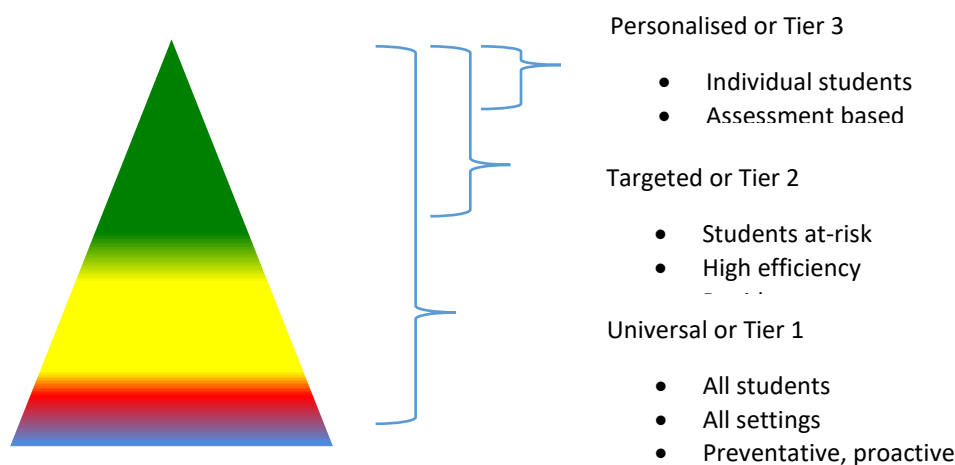 Personalised or Tier 3
• Individual students
• Assessment based
Targeted or Tier 2
• Students at-risk
• High efficiency
Universal or Tier 1
• All students
• All settings
• Preventative, proactive